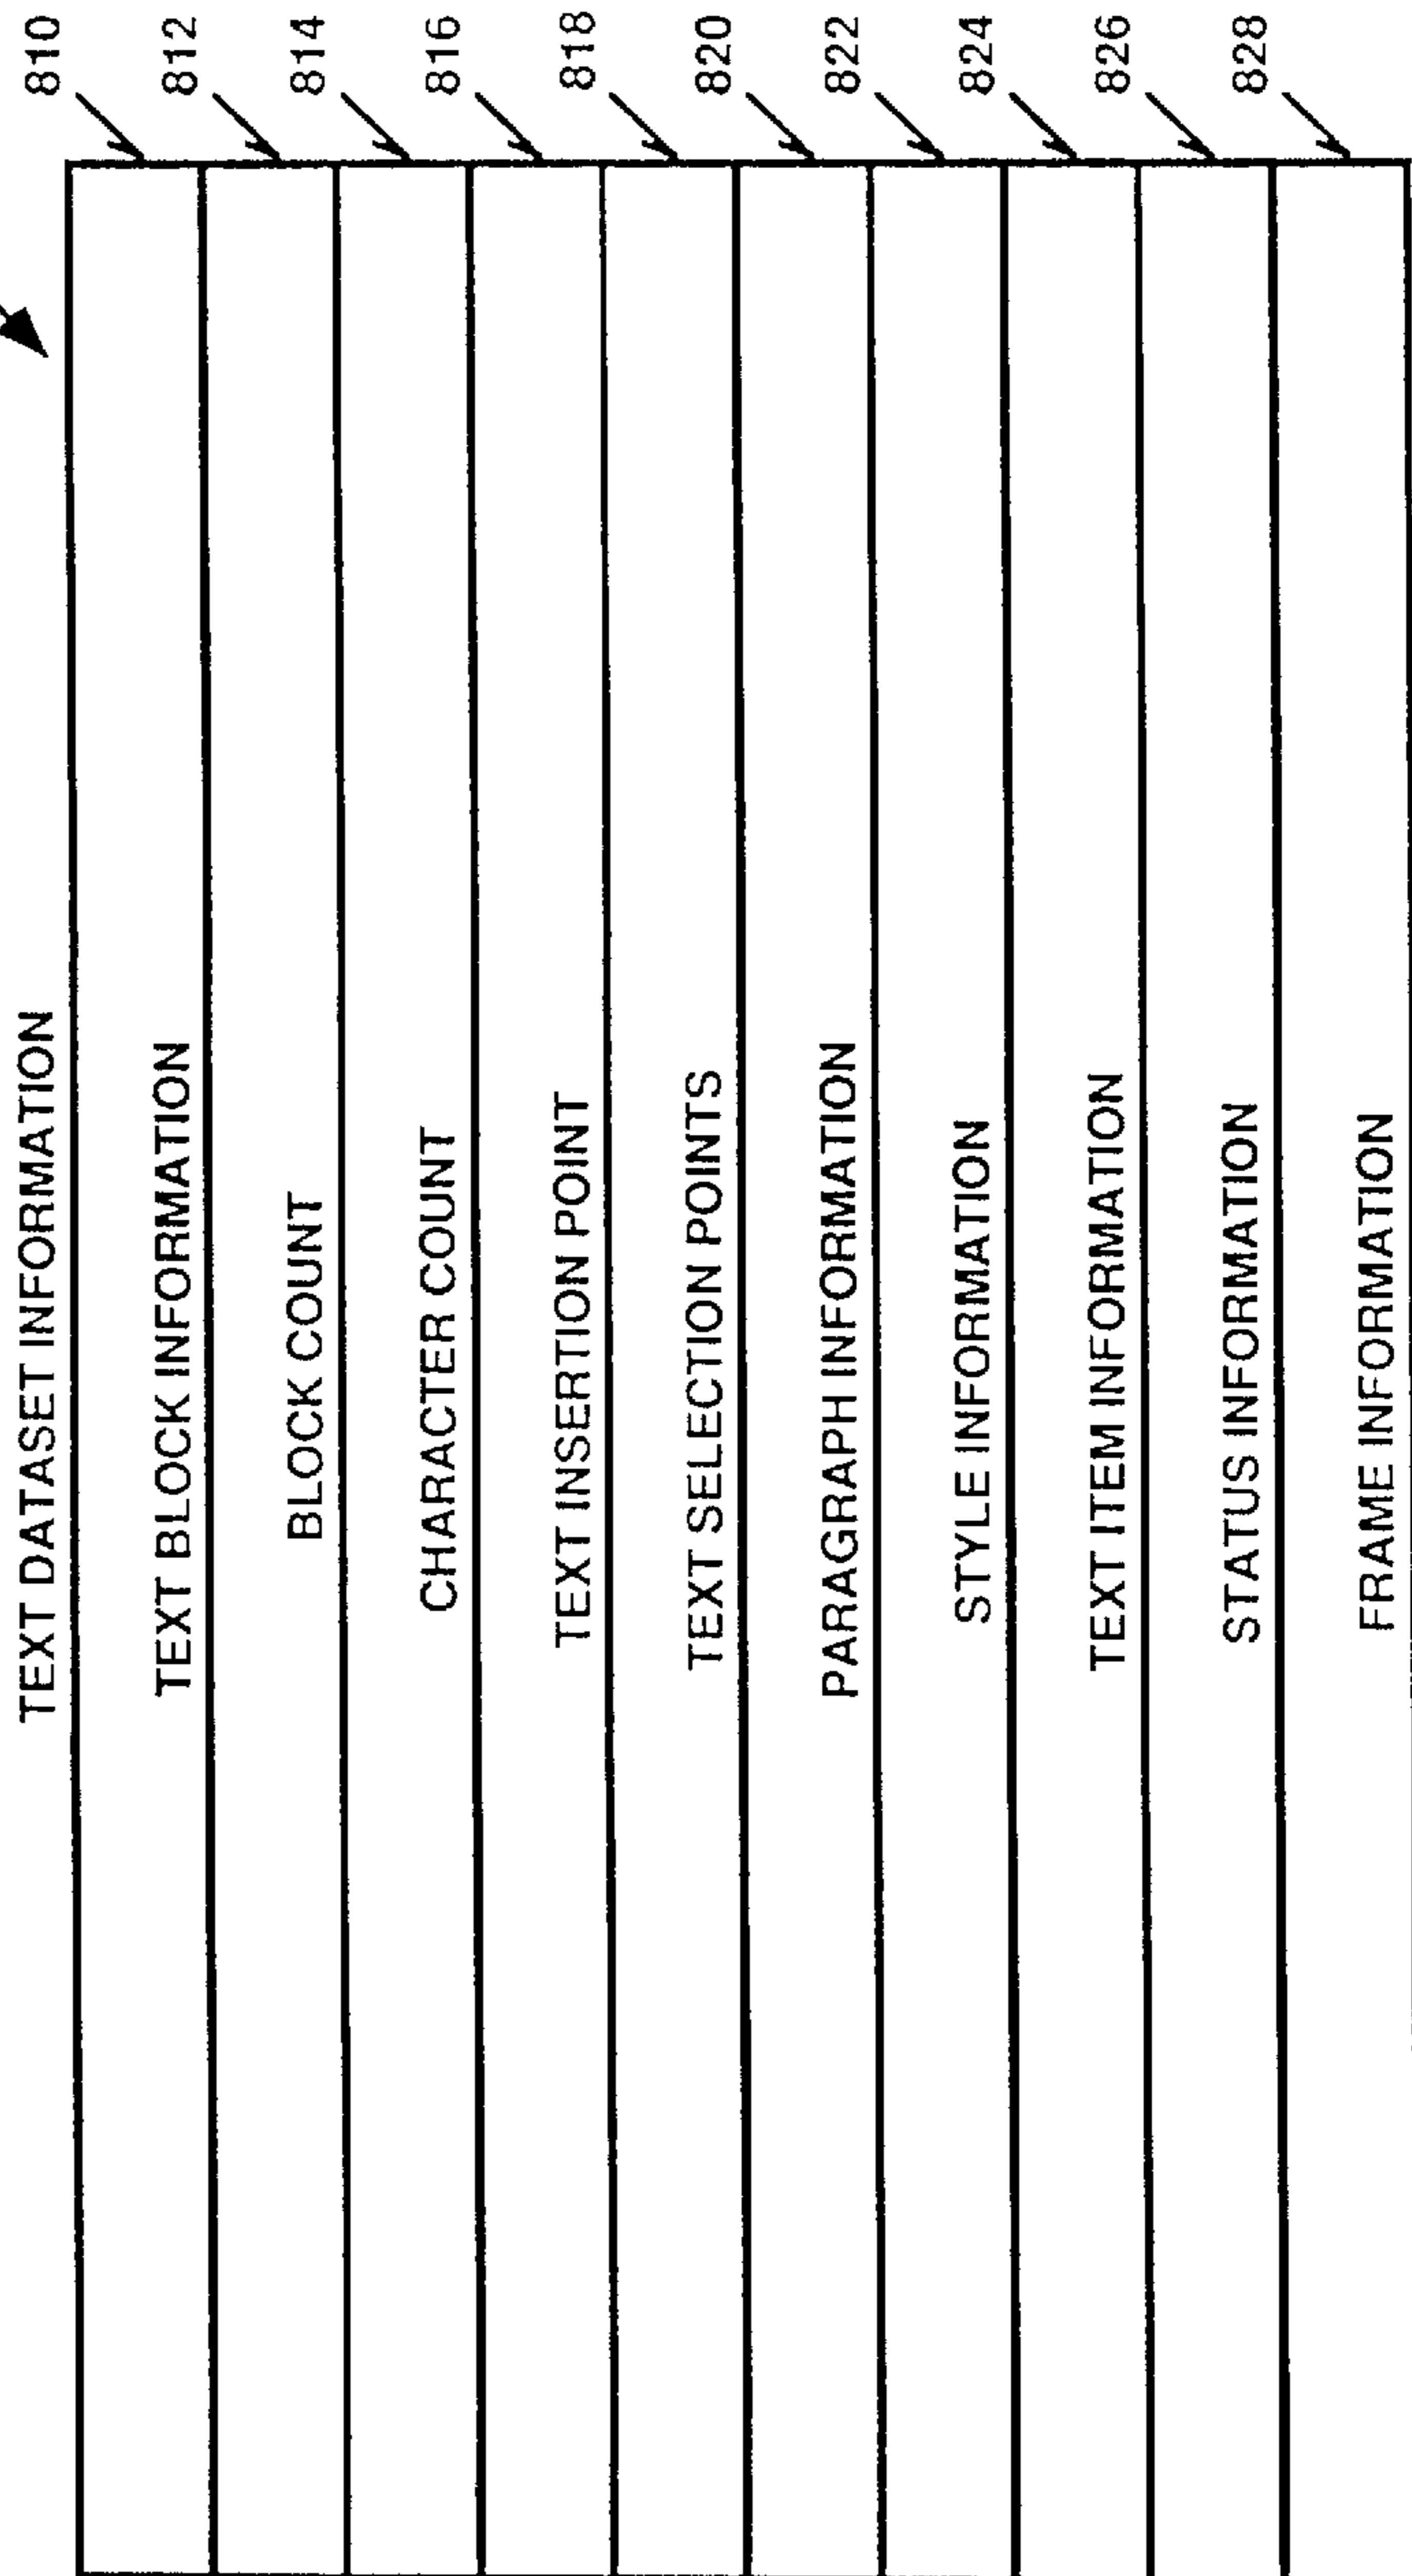 TEXT DATASET INFORMATION
810
TEXT BLOCK INFORMATION
812
BLOCK COUNT
814
CHARACTER COUNT
816
TEXT INSERTION POINT
818
TEXT SELECTION POINTS
820
PARAGRAPH INFORMATION
822
STYLE INFORMATION
824
TEXT ITEM INFORMATION
826
STATUS INFORMATION
828
FRAME INFORMATION